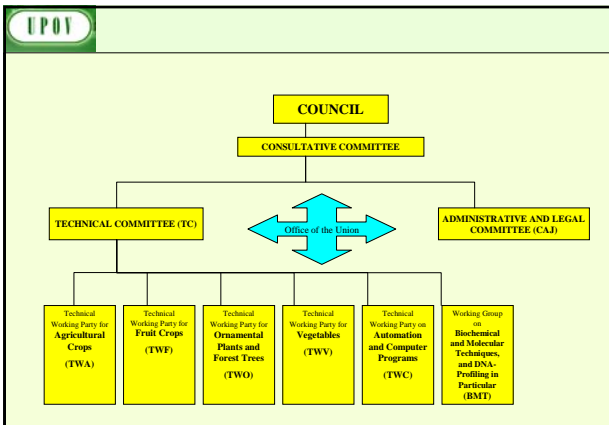 UPOV
COUNCIL
CONSULTATIVE COMMITTEE
TECHNICAL COMMITTEE (TC)
Office of the Union
ADMINISTRATIVE AND LEGAL
COMMITTEE (CAJ)
Technical
Working Party for
Agricultural
Crops
(TWA)
Technical
Working Party for
Fruit Crops
(TWF)
Technical
Working Party for
Ornamental
Plants and
Forest Trees
(TWO)
Technical
Working Party for
Vegetables
(TWV)
Technical
Working Party on
Automation
and Computer
Programs
(TWC)
Working Group
on
Biochemical
and Molecular
Techniques,
and DNA-
Profiling in
Particular
(BMT)